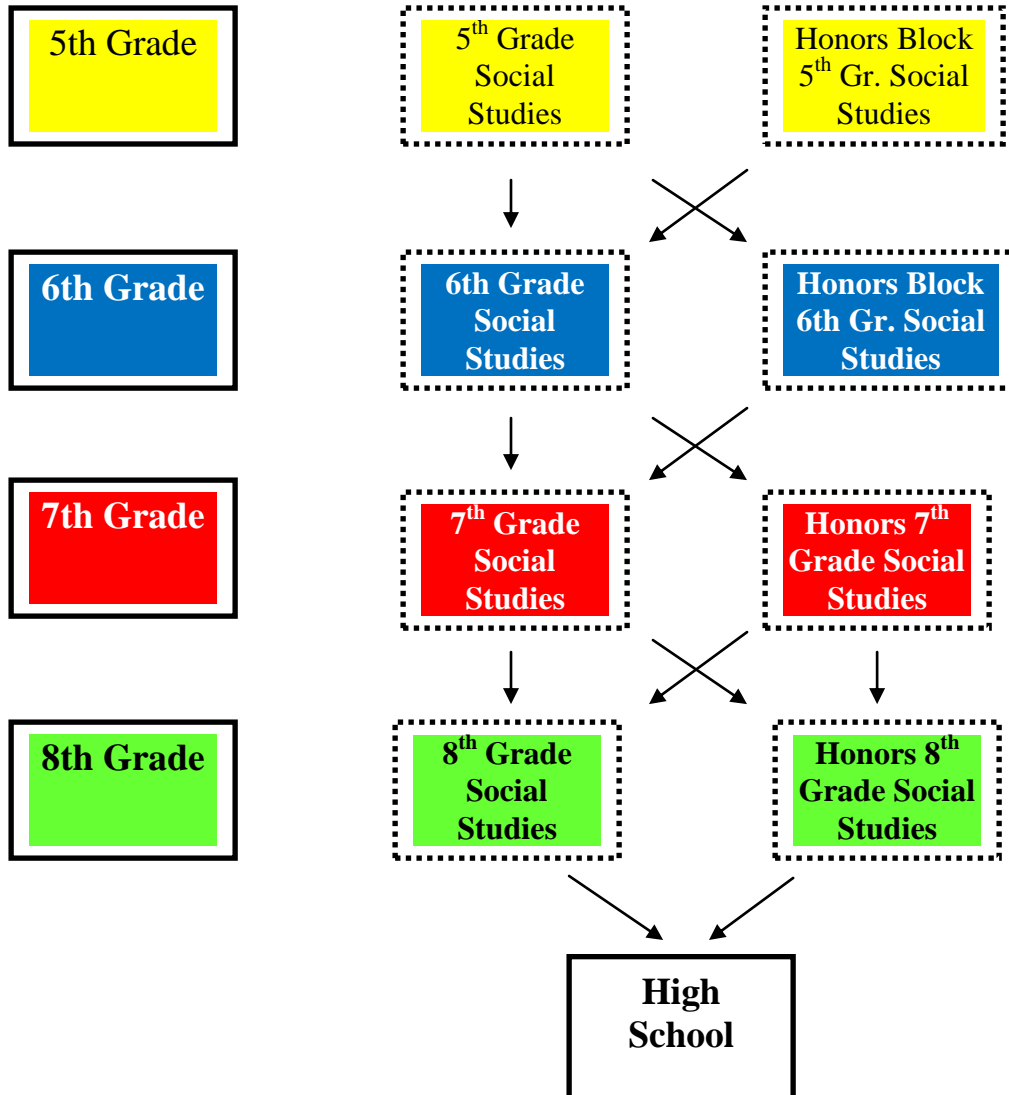 5th Grade
5th Grade
Social
Studies
Honors Block
5th Gr. Social
Studies
6th Grade
6th Grade
Social
Studies
Honors Block
6th Gr. Social
Studies
7th Grade
7th Grade
Social
Studies
Honors 7th
Grade Social
Studies
8th Grade
8th Grade
Social
Studies
Honors 8th
Grade Social
Studies
High
School